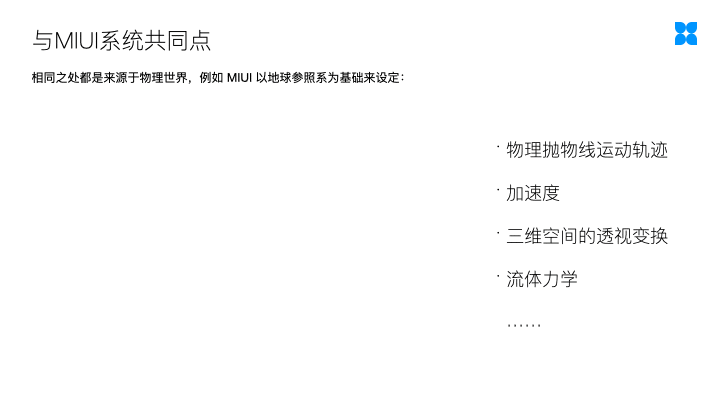 与MIUI系统共同点
相同之处都是来源于物理世界，例如 MIUI 以地球参照系为基础来设定：
· 物理抛物线运动轨迹
· 加速度
· 三维空间的透视变换
· 流体力学
……